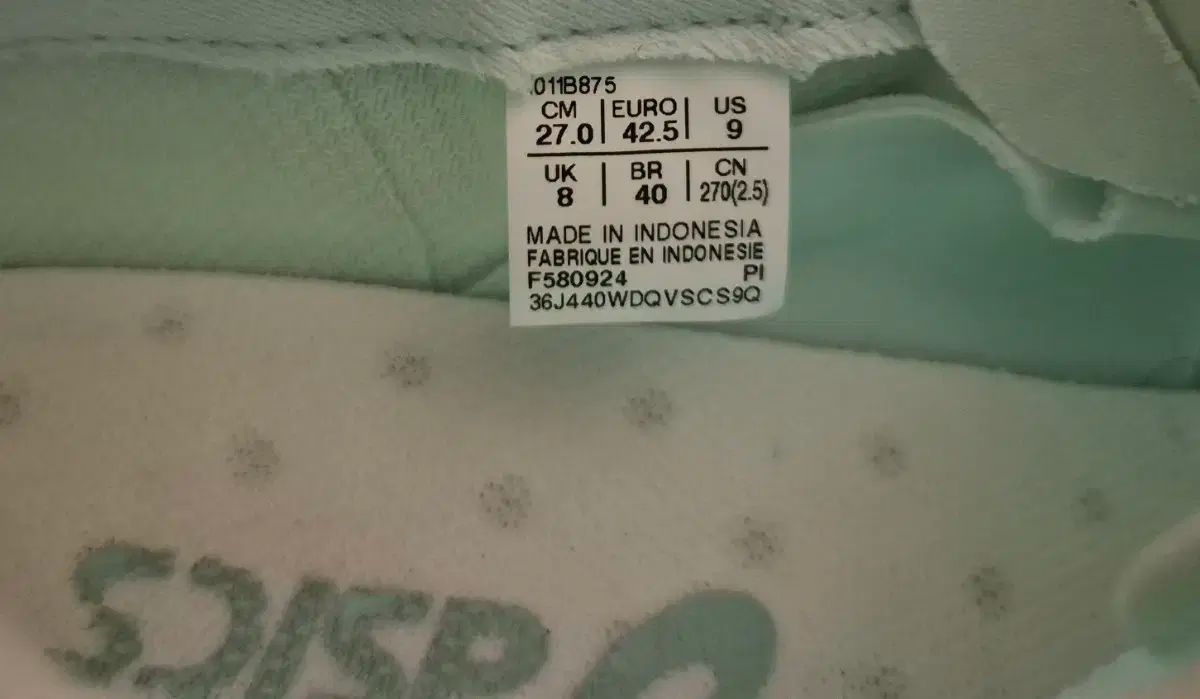 .011B875
CM | EURO | US
27.0 | 42.5 | 9
UK | BR | CN
8 | 40 | 270(2.5)
MADE IN INDONESIA
FABRIQUE EN INDONESIE
F580924 PI
36J440WDQVSCS9Q
asics